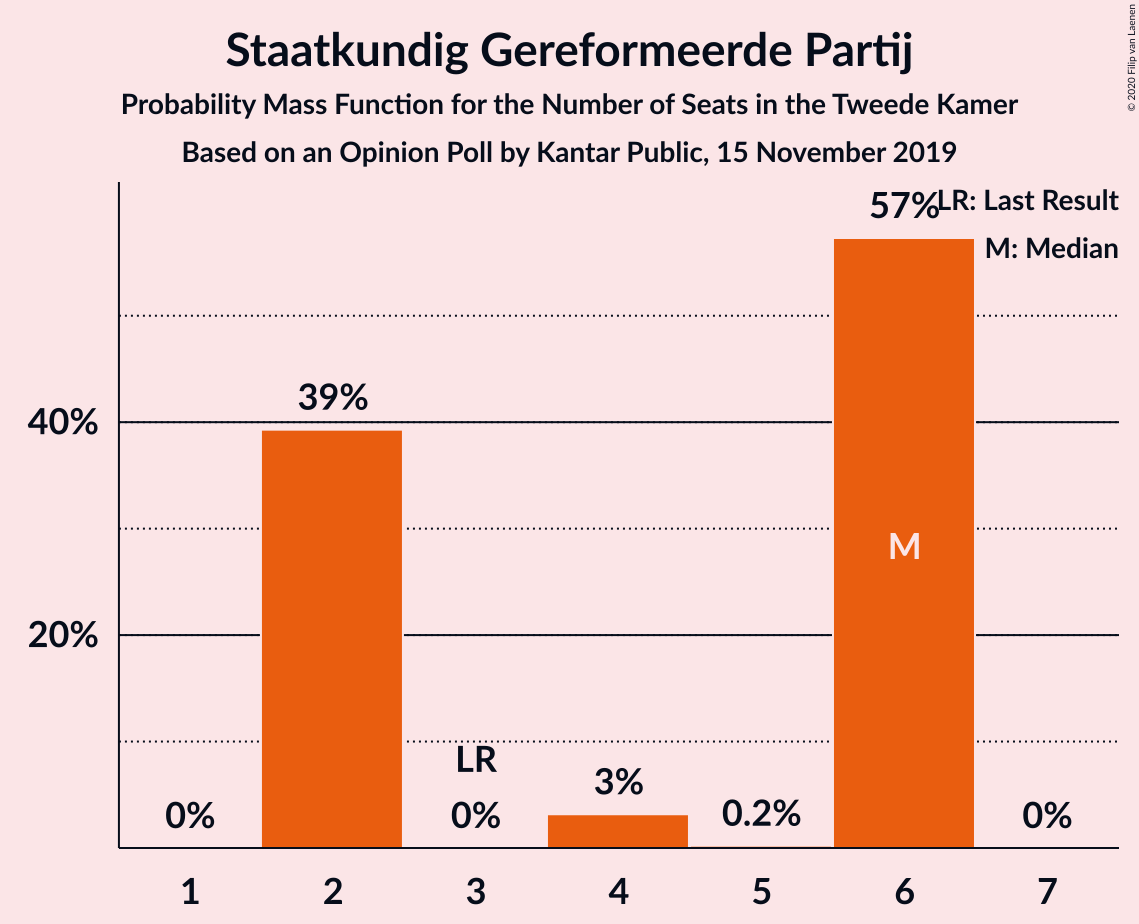 Staatkundig Gereformeerde Partij
Probability Mass Function for the Number of Seats in the Tweede Kamer
Based on an Opinion Poll by Kantar Public, 15 November 2019
© 2020 Filip van Laenen
LR: Last Result
M: Median
57%
39%
40%
M
20%
LR
3%
0%
0%
0.2%
0%
1 2 3 4 5 6 7